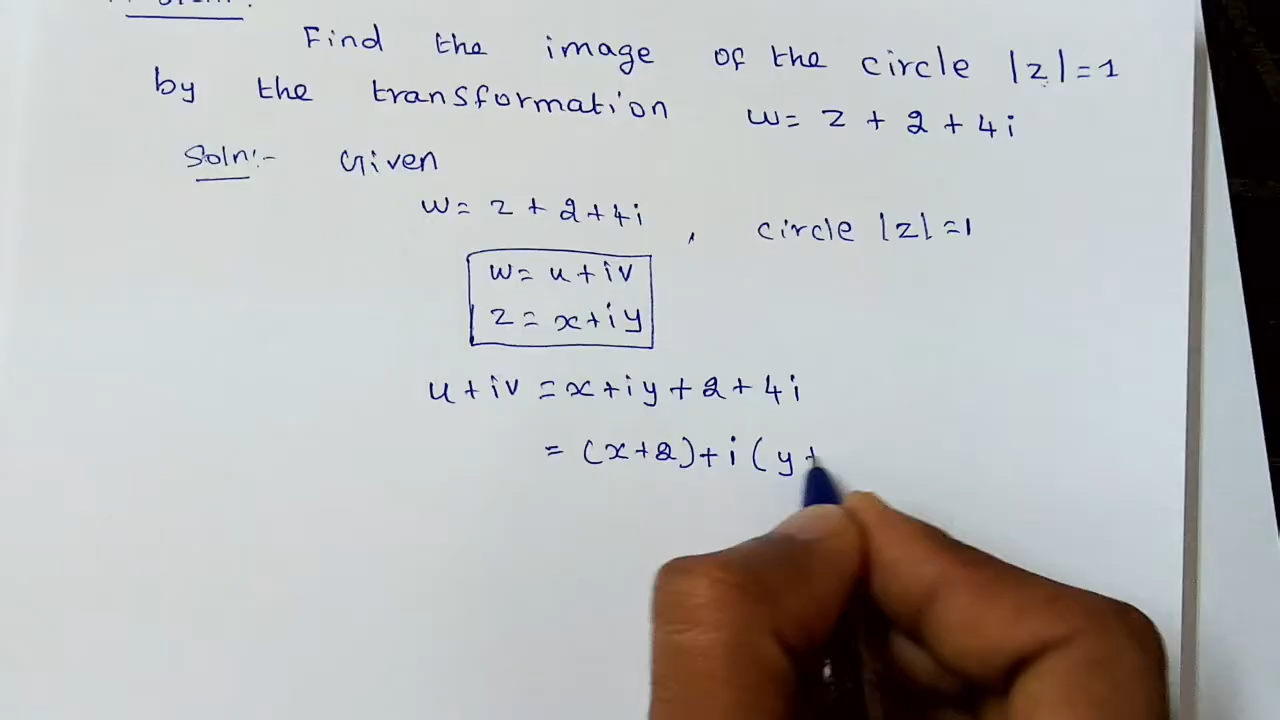 Find the image of the circle |z|=1
by the transformation w= z + 2 + 4i
Soln:- Given
w= z + 2+4i , circle |z|=1
w= u+iv
z= x+iy
u+iv =x+iy+2+4i
= (x+2)+i(y+